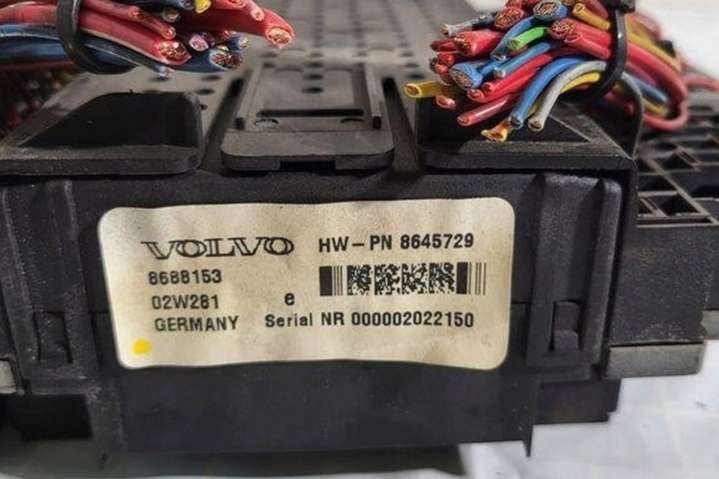 VOLVO HW-PN 8645729
8688153
02W281 e
GERMANY Serial NR 000002022150